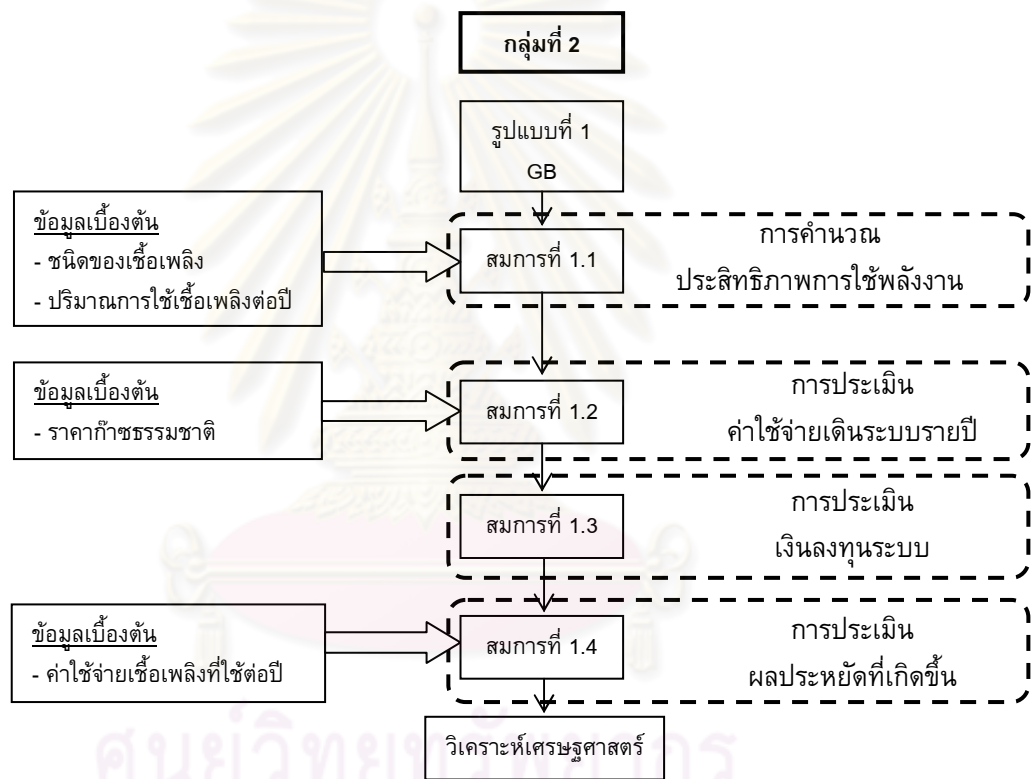 กลุ่มที่ 2
รูปแบบที่ 1
GB
ข้อมูลเบื้องต้น
- ชนิดของเชื้อเพลิง
- ปริมาณการใช้เชื้อเพลิงต่อปี
สมการที่ 1.1
การคำนวณ
ประสิทธิภาพการใช้พลังงาน
ข้อมูลเบื้องต้น
- ราคาก๊าซธรรมชาติ
สมการที่ 1.2
การประเมิน
ค่าใช้จ่ายเดินระบบรายปี
สมการที่ 1.3
การประเมิน
เงินลงทุนระบบ
ข้อมูลเบื้องต้น
- ค่าใช้จ่ายเชื้อเพลิงที่ใช้ต่อปี
สมการที่ 1.4
การประเมิน
ผลประหยัดที่เกิดขึ้น
วิเคราะห์เศรษฐศาสตร์
ศูนย์วิทยทรัพยากร